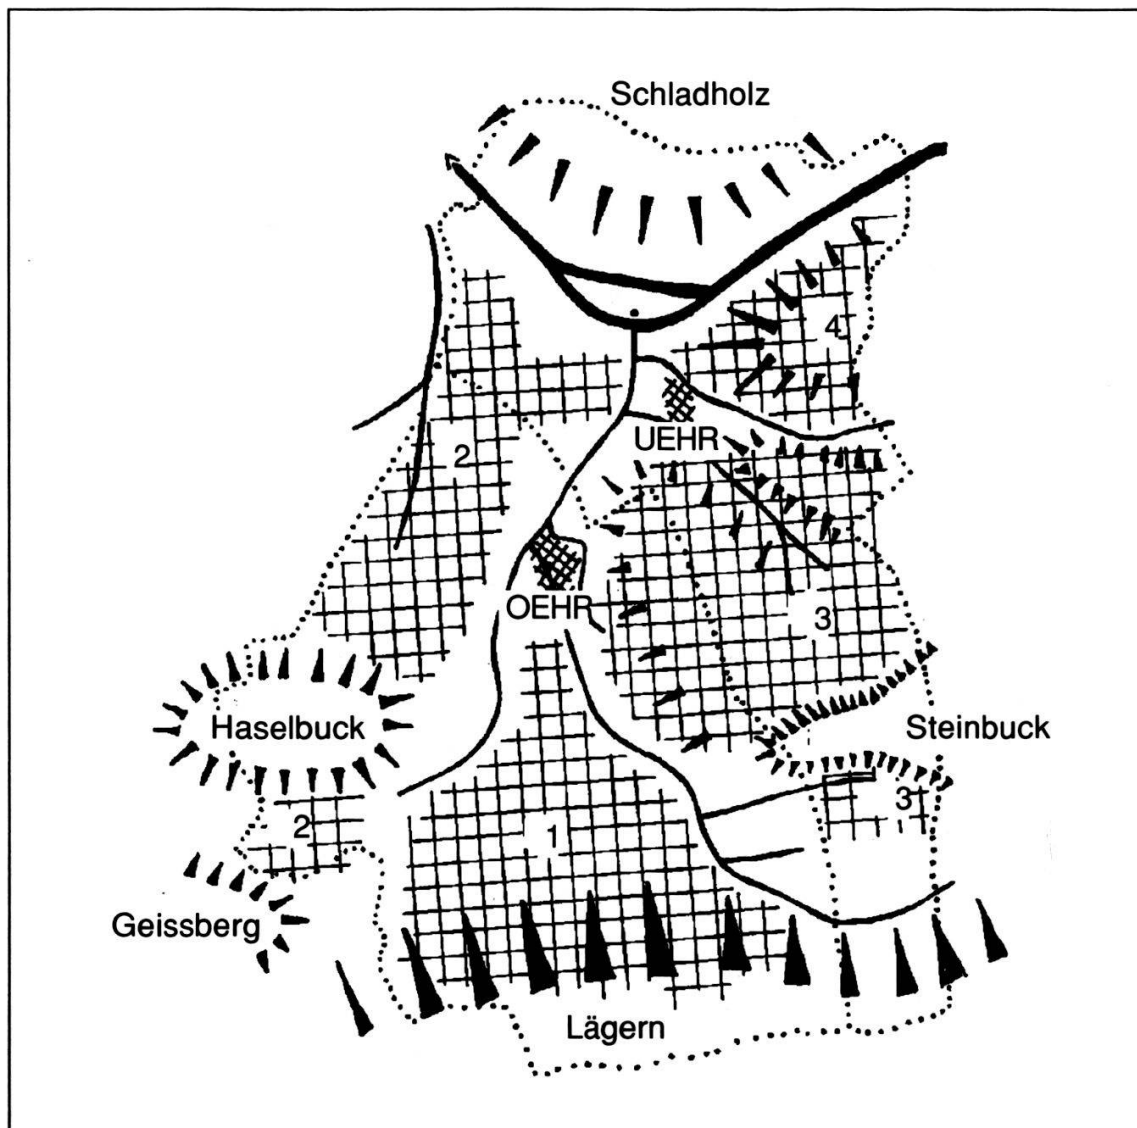 Schladholz
4
UEHR
2
OEHR
3
Haselbuck
Steinbuck
3
2
1
Geissberg
Lägern